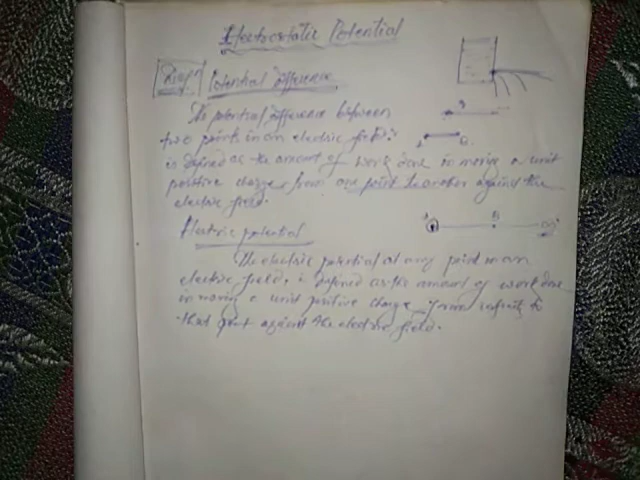 Electrostatic Potential
Potential Difference
The potential difference between
two points in an electric field
is defined as the amount of work done in moving a unit
positive charge from one point to another against the
electric field.
Electric potential
The electric potential at any point in an
electric field, is defined as the amount of work done
in moving a unit positive charge from infinity to
that point against the electric field.